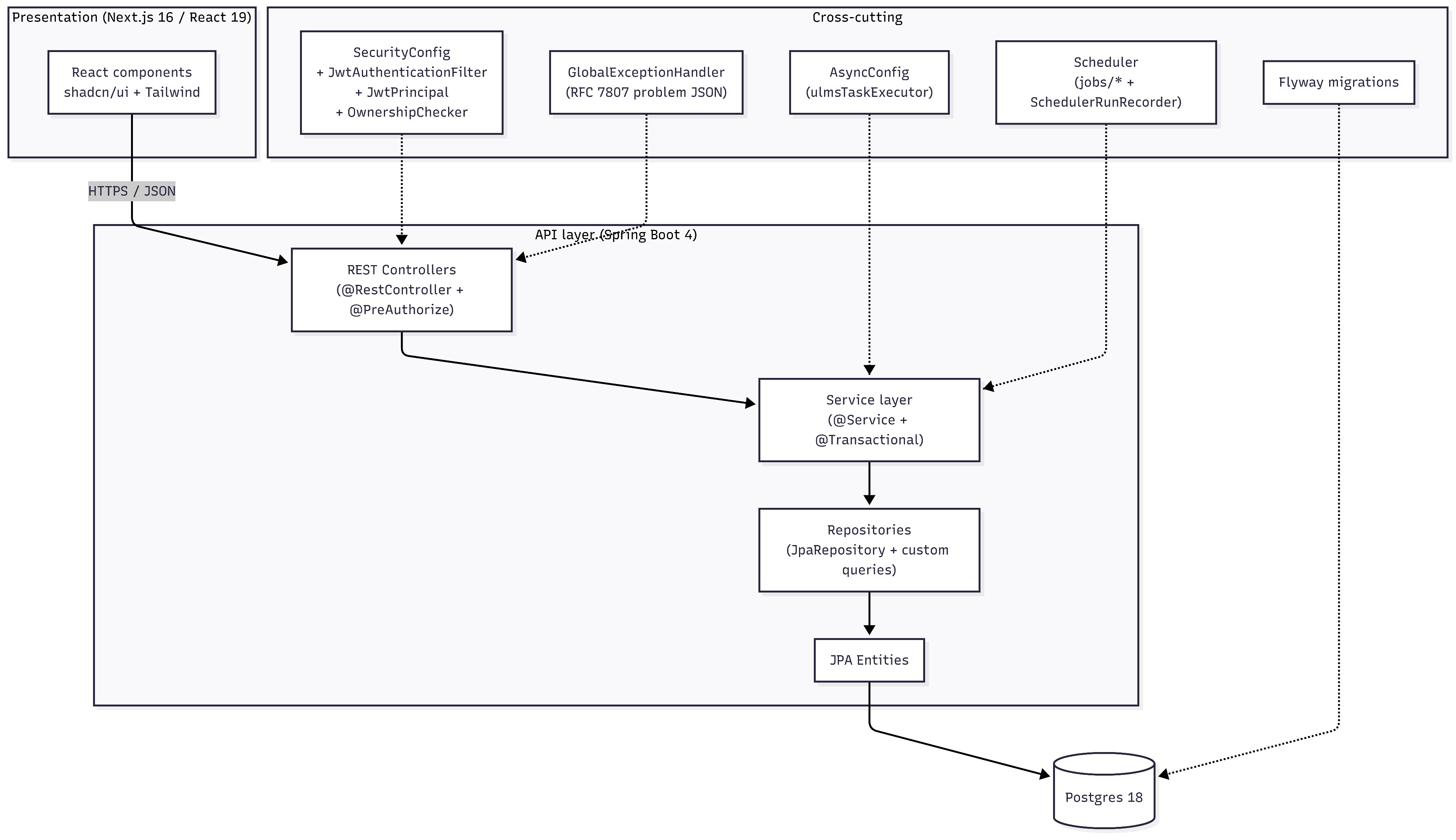 Presentation (Next.js 16 / React 19)
React components
shadcn/ui + Tailwind
Cross-cutting
SecurityConfig
+ JwtAuthenticationFilter
+ JwtPrincipal
+ OwnershipChecker
GlobalExceptionHandler
(RFC 7807 problem JSON)
AsyncConfig
(ulmsTaskExecutor)
Scheduler
(jobs/* +
SchedulerRunRecorder)
Flyway migrations
HTTPS / JSON
API layer (Spring Boot 4)
REST Controllers
(@RestController +
@PreAuthorize)
Service layer
(@Service +
@Transactional)
Repositories
(JpaRepository + custom
queries)
JPA Entities
Postgres 18